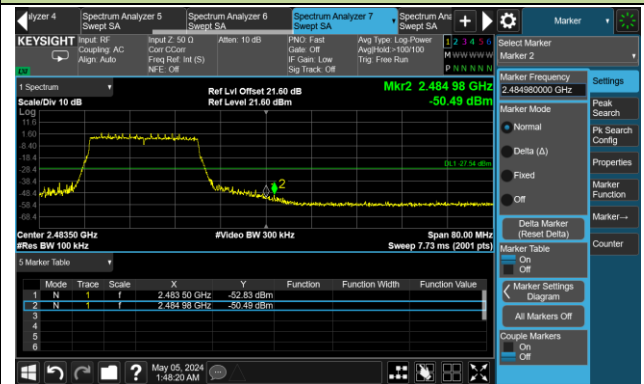 alyzer 4
Spectrum Analyzer 5
Swept SA
Spectrum Analyzer 6
Swept SA
Spectrum Analyzer 7
Swept SA
Spectrum Ana
Swept SA
Marker
KEYSIGHT
Input: RF
Coupling: AC
Align: Auto
Input Z: 50 Ω
Corr CCorr
Freq Ref: Int (S)
NFE: Off
Atten: 10 dB
PNO: Fast
Gate: Off
IF Gain: Low
Sig Track: Off
Avg Type: Log-Power
Avg|Hold:>100/100
Trig: Free Run
1 2 3 4 5 6
M W W W W W
P N N N N N
Select Marker
Marker 2
1 Spectrum
Scale/Div 10 dB
Log
Ref Lvl Offset 21.60 dB
Ref Level 21.60 dBm
Mkr2 2.484 98 GHz
-50.49 dBm
11.6
1.60
-8.40
-18.4
-28.4
-38.4
-48.4
-58.4
-68.4
DL1 -27.54 dBm
2
Center 2.48350 GHz
#Res BW 100 kHz
#Video BW 300 kHz
Span 80.00 MHz
Sweep 7.73 ms (2001 pts)
5 Marker Table
Mode Trace Scale X Y Function Function Width Function Value
1 N 1 f 2.483 50 GHz -52.83 dBm
2 N 1 f 2.484 98 GHz -50.49 dBm
3
4
5
6
Marker Frequency
2.484980000 GHz
Marker Mode
Normal
Delta (Δ)
Fixed
Off
Delta Marker
(Reset Delta)
Marker Table
On
Off
Marker Settings
Diagram
All Markers Off
Couple Markers
On
Off
Settings
Peak
Search
Pk Search
Config
Properties
Marker
Function
Marker→
Counter
May 05, 2024
1:48:20 AM